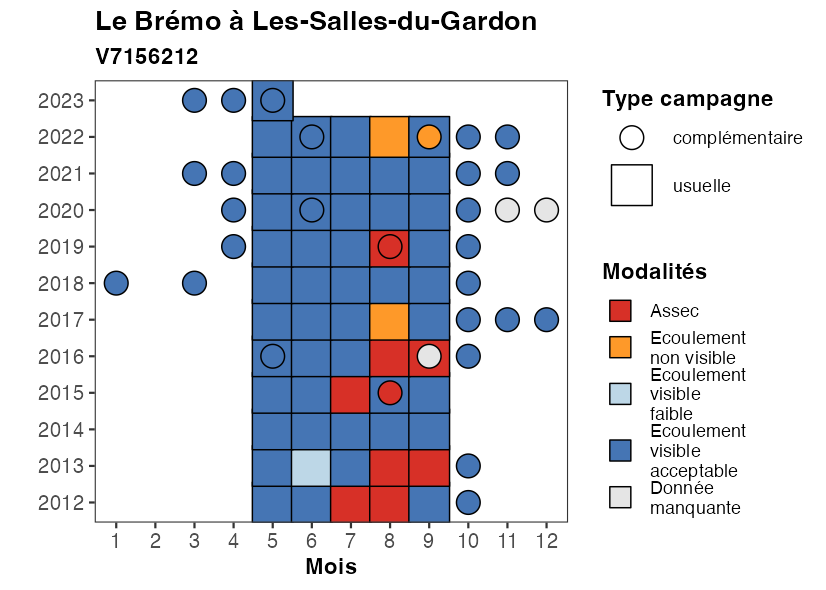 Le Brémo à Les-Salles-du-Gardon
V7156212
2023
2022
2021
2020
2019
2018
2017
2016
2015
2014
2013
2012
1 2 3 4 5 6 7 8 9 10 11 12
Mois
Type campagne
complémentaire
usuelle
Modalités
Assec
Ecoulement
non visible
Ecoulement
visible
faible
Ecoulement
visible
acceptable
Donnée
manquante